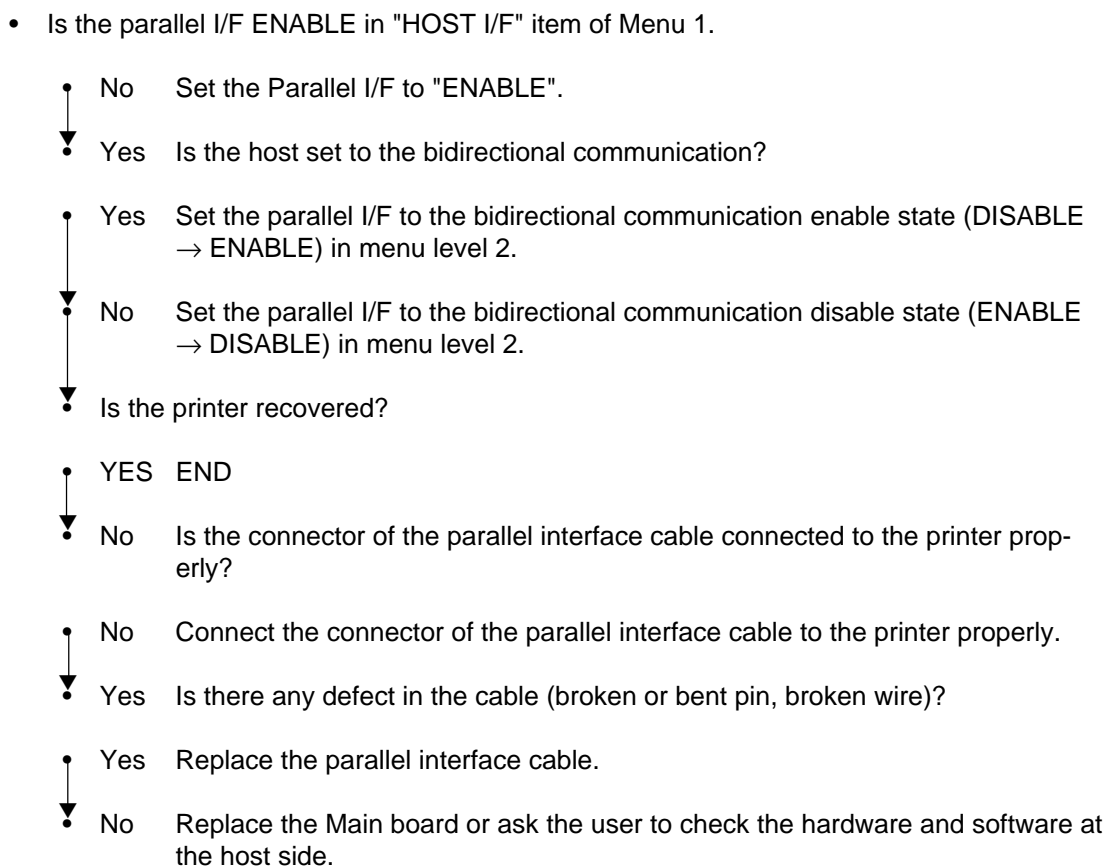 • Is the parallel I/F ENABLE in "HOST I/F" item of Menu 1.
• No Set the Parallel I/F to "ENABLE".
• Yes Is the host set to the bidirectional communication?
• Yes Set the parallel I/F to the bidirectional communication enable state (DISABLE
→ ENABLE) in menu level 2.
• No Set the parallel I/F to the bidirectional communication disable state (ENABLE
→ DISABLE) in menu level 2.
• Is the printer recovered?
• YES END
• No Is the connector of the parallel interface cable connected to the printer prop-
erly?
• No Connect the connector of the parallel interface cable to the printer properly.
• Yes Is there any defect in the cable (broken or bent pin, broken wire)?
• Yes Replace the parallel interface cable.
• No Replace the Main board or ask the user to check the hardware and software at
the host side.